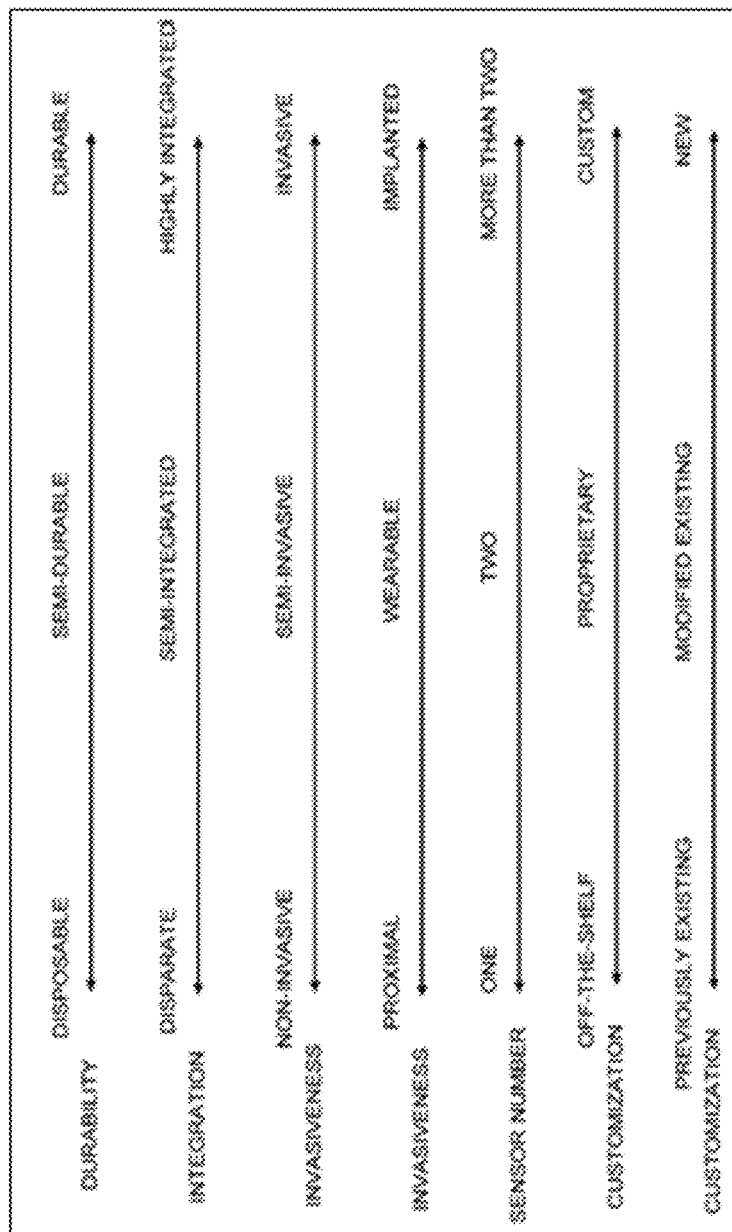 DISPOSABLE SEMI-DURABLE DURABLE
DURABILITY
DISPARATE SEMI-INTEGRATED HIGHLY INTEGRATED
INTEGRATION
NON-INVASIVE SEMI-INVASIVE INVASIVE
INVASIVENESS
PROXIMAL WEARABLE IMPLANTED
INVASIVENESS
ONE TWO MORE THAN TWO
SENSOR NUMBER
OFF-THE-SHELF PROPRIETARY CUSTOM
CUSTOMIZATION
PREVIOUSLY EXISTING MODIFIED EXISTING NEW
CUSTOMIZATION